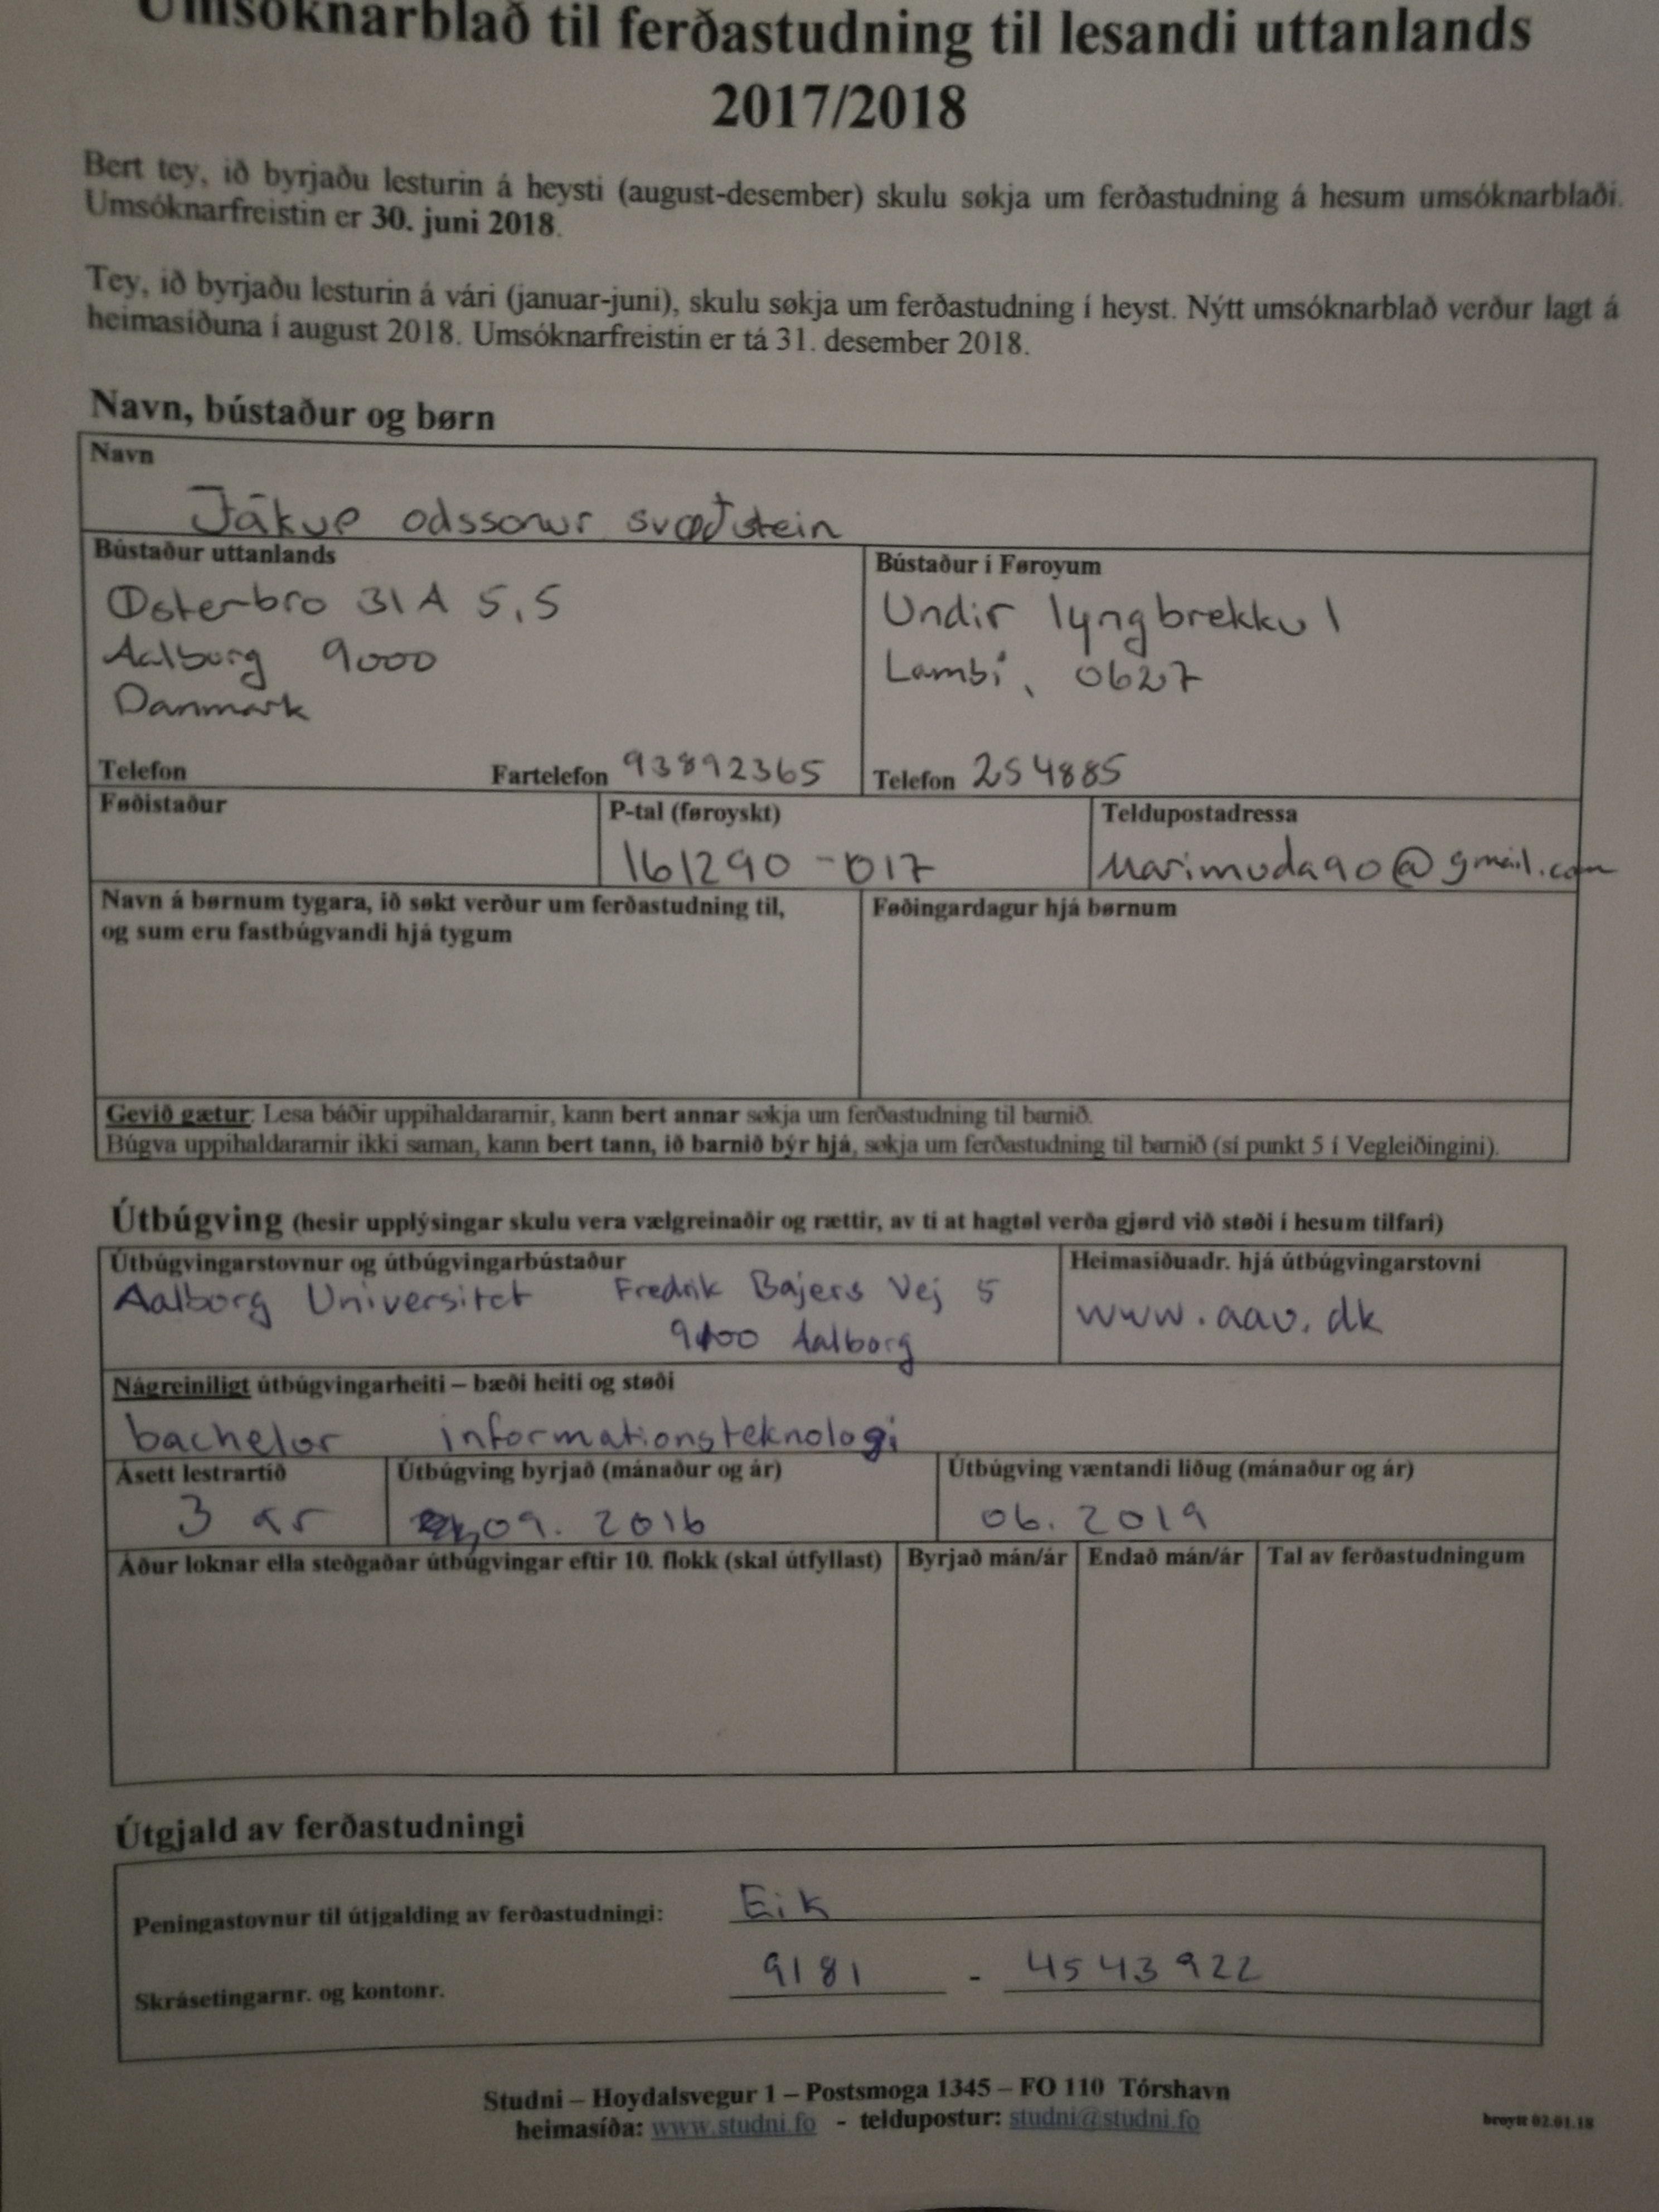 Umsóknarblað til ferðastudning til lesandi uttanlands
2017/2018
Bert tey, ið byrjaðu lesturin á heysti (august-desember) skulu søkja um ferðastudning á hesum umsóknarblaði.
Umsóknarfreistin er 30. juni 2018.
Tey, ið byrjaðu lesturin á vári (januar-juni), skulu søkja um ferðastudning í heyst. Nýtt umsóknarblað verður lagt á
heimasíðuna í august 2018. Umsóknarfreistin er tá 31. desember 2018.
Navn, bústaður og børn
Navn
Jákup odssonur svøðstein
Bústaður uttanlands
Østerbro 31A 5,5
Aalborg 9000
Danmark
Telefon Fartelefon 93892365
Bústaður í Føroyum
Undir lyngbrekku 1
Lambi, 0627
Telefon 254885
Føðistaður
P-tal (føroyskt)
161290-017
Teldupostadressa
Marimuda90@gmail.com
Navn á børnum tygara, ið søkt verður um ferðastudning til,
og sum eru fastbúgvandi hjá tygum
Føðingardagur hjá børnum
Gevið gætur: Lesa báðir uppihaldararnir, kann bert annar søkja um ferðastudning til barnið.
Búgva uppihaldararnir ikki saman, kann bert tann, ið barnið býr hjá, søkja um ferðastudning til barnið (sí punkt 5 í Vegleiðingini).
Útbúgving (hesir upplýsingar skulu vera vælgreinaðir og rættir, av tí at hagtøl verða gjørd við støði í hesum tilfari)
Útbúgvingarstovnur og útbúgvingarbústaður
Aalborg Universitet Fredrik Bajers Vej 5
9100 Aalborg
Heimasíðuadr. hjá útbúgvingarstovni
www.aau.dk
Nágreiniligt útbúgvingarheiti – bæði heiti og støði
bachelor informationsteknologi
Ásett lestrartíð
3 ár
Útbúgving byrjað (mánaður og ár)
09. 2016
Útbúgving væntandi liðug (mánaður og ár)
06. 2019
Áður loknar ella steðgaðar útbúgvingar eftir 10. flokk (skal útfyllast)
Byrjað mán/ár
Endað mán/ár
Tal av ferðastudningum
Útgjald av ferðastudningi
Peningastovnur til útjgalding av ferðastudningi: Eik
Skrásetingarnr. og kontonr. 9181 - 4543922
Studni – Hoydalsvegur 1 – Postsmoga 1345 – FO 110 Tórshavn
heimasíða: www.studni.fo - teldupostur: studni@studni.fo
broytt 02.01.18